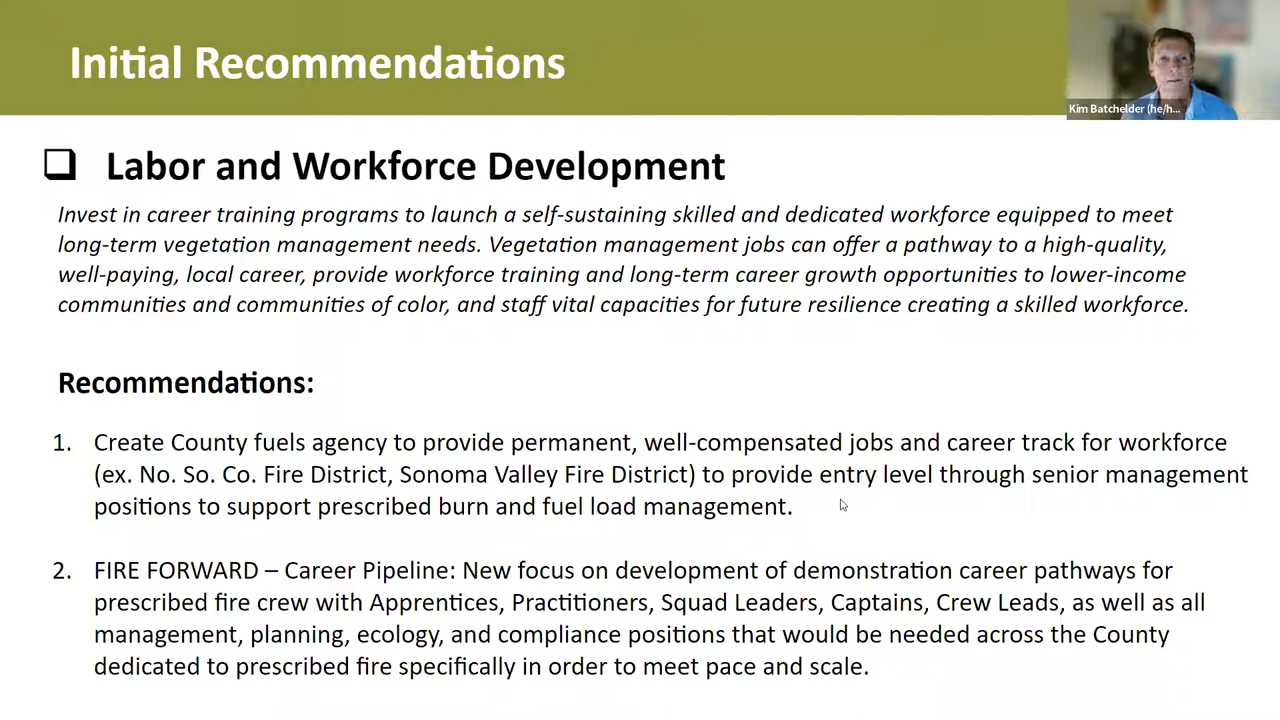 Initial Recommendations
Kim Batchelder (he/h...
Labor and Workforce Development
Invest in career training programs to launch a self-sustaining skilled and dedicated workforce equipped to meet
long-term vegetation management needs. Vegetation management jobs can offer a pathway to a high-quality,
well-paying, local career, provide workforce training and long-term career growth opportunities to lower-income
communities and communities of color, and staff vital capacities for future resilience creating a skilled workforce.
Recommendations:
1. Create County fuels agency to provide permanent, well-compensated jobs and career track for workforce
(ex. No. So. Co. Fire District, Sonoma Valley Fire District) to provide entry level through senior management
positions to support prescribed burn and fuel load management.
2. FIRE FORWARD – Career Pipeline: New focus on development of demonstration career pathways for
prescribed fire crew with Apprentices, Practitioners, Squad Leaders, Captains, Crew Leads, as well as all
management, planning, ecology, and compliance positions that would be needed across the County
dedicated to prescribed fire specifically in order to meet pace and scale.